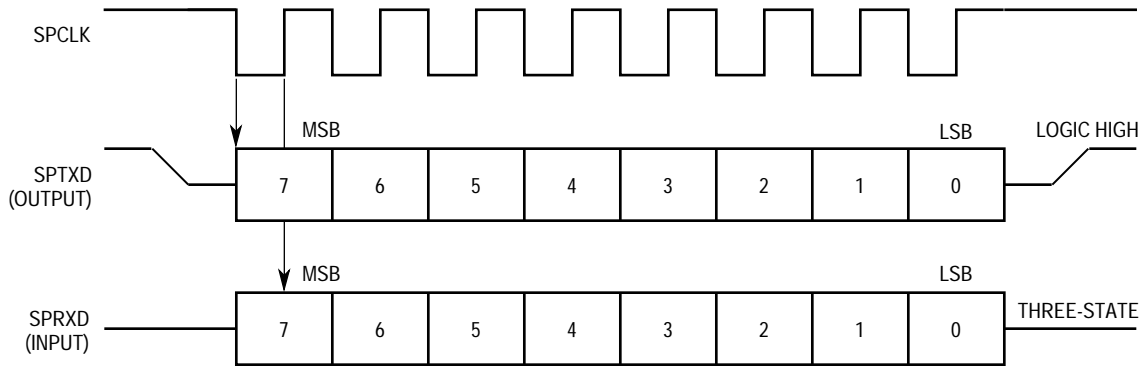 SPCLK
MSB
LSB
LOGIC HIGH
SPTXD
(OUTPUT)
7 6 5 4 3 2 1 0
MSB
LSB
THREE-STATE
SPRXD
(INPUT)
7 6 5 4 3 2 1 0